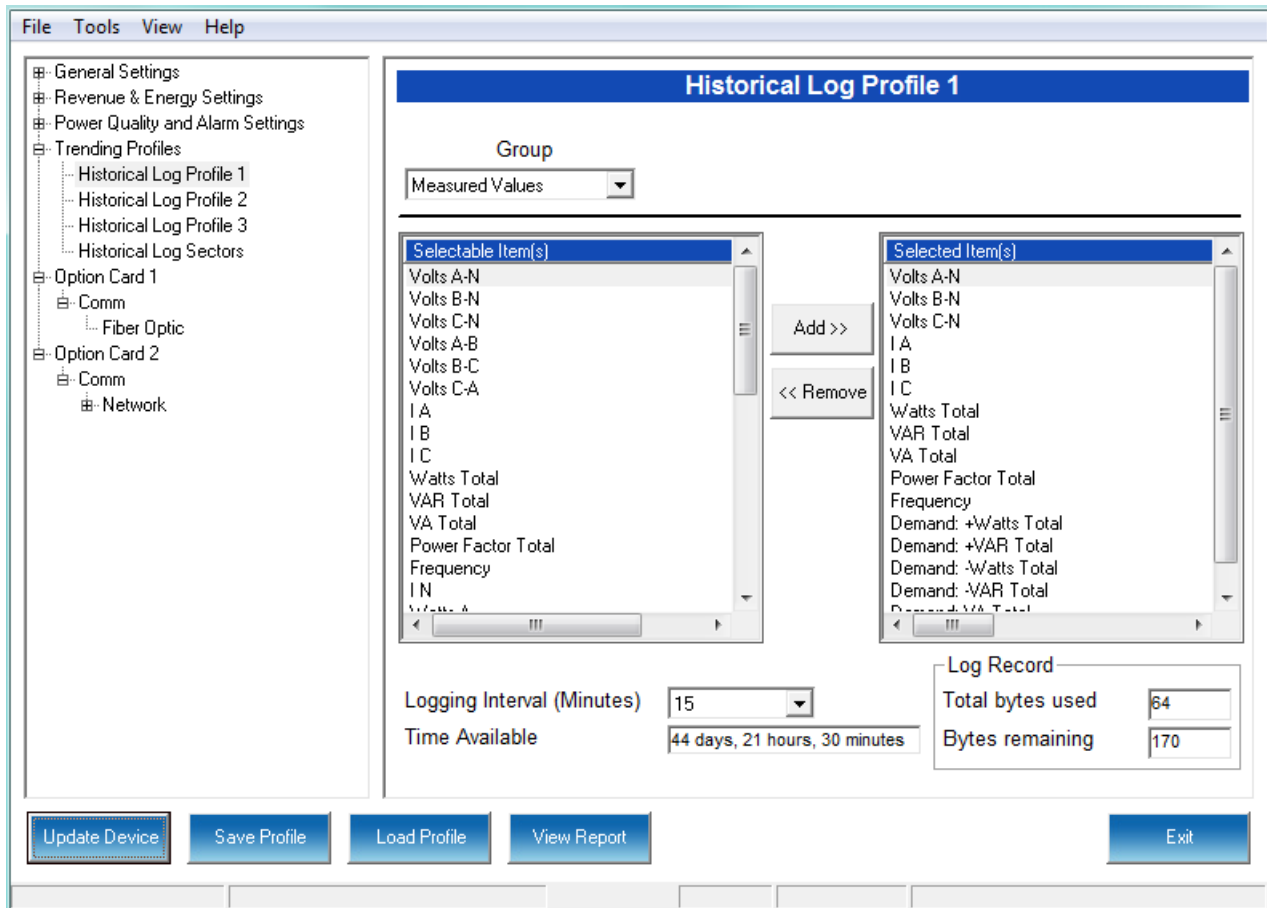 File Tools View Help
General Settings
Revenue & Energy Settings
Power Quality and Alarm Settings
Trending Profiles
Historical Log Profile 1
Historical Log Profile 2
Historical Log Profile 3
Historical Log Sectors
Option Card 1
Comm
Fiber Optic
Option Card 2
Comm
Network
Historical Log Profile 1
Group
Measured Values
Selectable Item(s)
Volts A-N
Volts B-N
Volts C-N
Volts A-B
Volts B-C
Volts C-A
I A
I B
I C
Watts Total
VAR Total
VA Total
Power Factor Total
Frequency
I N
Watts A
Add >>
<< Remove
Selected Item(s)
Volts A-N
Volts B-N
Volts C-N
I A
I B
I C
Watts Total
VAR Total
VA Total
Power Factor Total
Frequency
Demand: +Watts Total
Demand: +VAR Total
Demand: -Watts Total
Demand: -VAR Total
Demand: VA Total
Logging Interval (Minutes) 15
Time Available 44 days, 21 hours, 30 minutes
Log Record
Total bytes used 64
Bytes remaining 170
Update Device Save Profile Load Profile View Report Exit